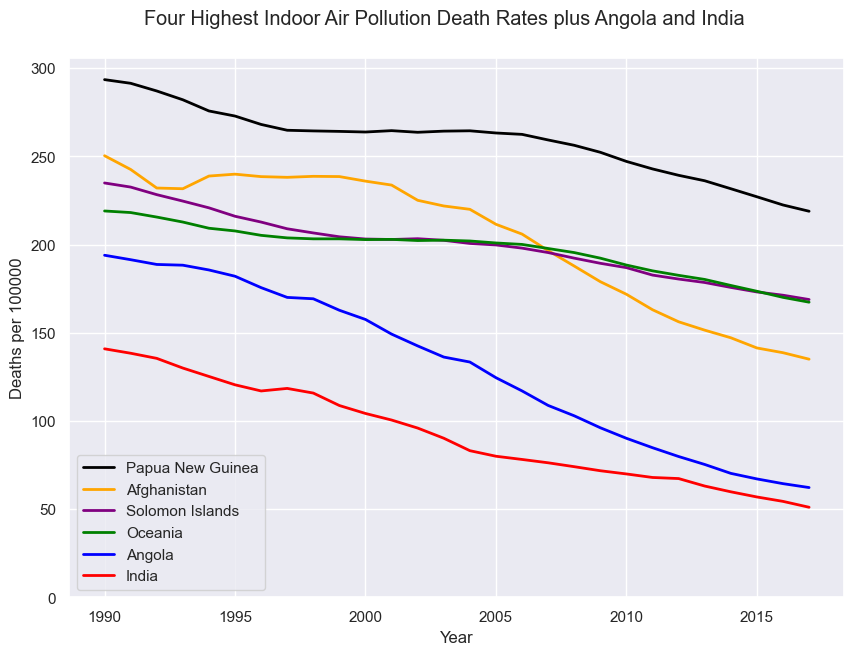 Four Highest Indoor Air Pollution Death Rates plus Angola and India
300
250
200
150
100
50
0
Deaths per 100000
Papua New Guinea
Afghanistan
Solomon Islands
Oceania
Angola
India
1990 1995 2000 2005 2010 2015
Year